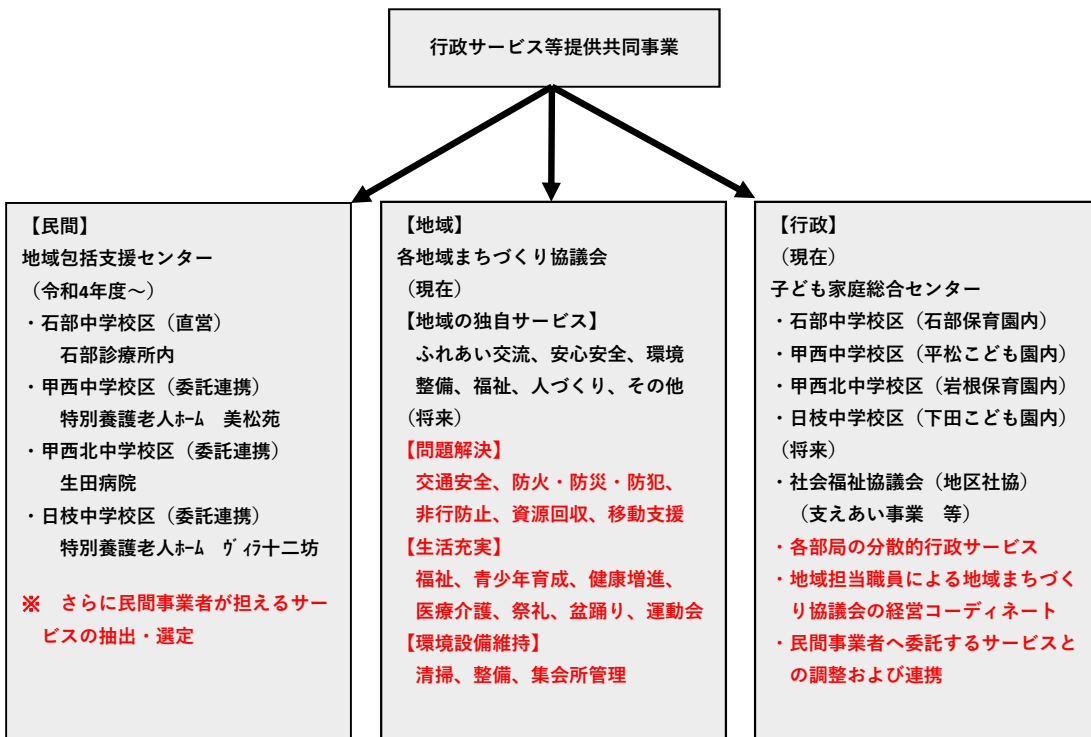 行政サービス等提供共同事業
【民間】
地域包括支援センター
（令和4年度～）
・石部中学校区（直営）
石部診療所内
・甲西中学校区（委託連携）
特別養護老人ﾎｰﾑ　美松苑
・甲西北中学校区（委託連携）
生田病院
・日枝中学校区（委託連携）
特別養護老人ﾎｰﾑ　ヴィラ十二坊
※　さらに民間事業者が担えるサー
ビスの抽出・選定
【地域】
各地域まちづくり協議会
（現在）
【地域の独自サービス】
ふれあい交流、安心安全、環境
整備、福祉、人づくり、その他
（将来）
【問題解決】
交通安全、防火・防災・防犯、
非行防止、資源回収、移動支援
【生活充実】
福祉、青少年育成、健康増進、
医療介護、祭礼、盆踊り、運動会
【環境設備維持】
清掃、整備、集会所管理
【行政】
（現在）
子ども家庭総合センター
・石部中学校区（石部保育園内）
・甲西中学校区（平松こども園内）
・甲西北中学校区（岩根保育園内）
・日枝中学校区（下田こども園内）
（将来）
・社会福祉協議会（地区社協）
（支えあい事業　等）
・各部局の分散的行政サービス
・地域担当職員による地域まちづく
り協議会の経営コーディネート
・民間事業者へ委託するサービスと
の調整および連携